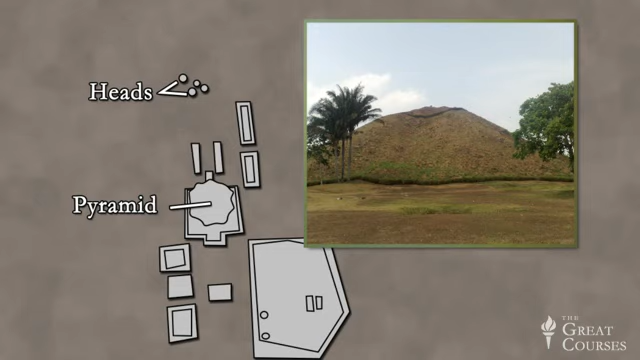 Heads
Pyramid
THE
GREAT
COURSES